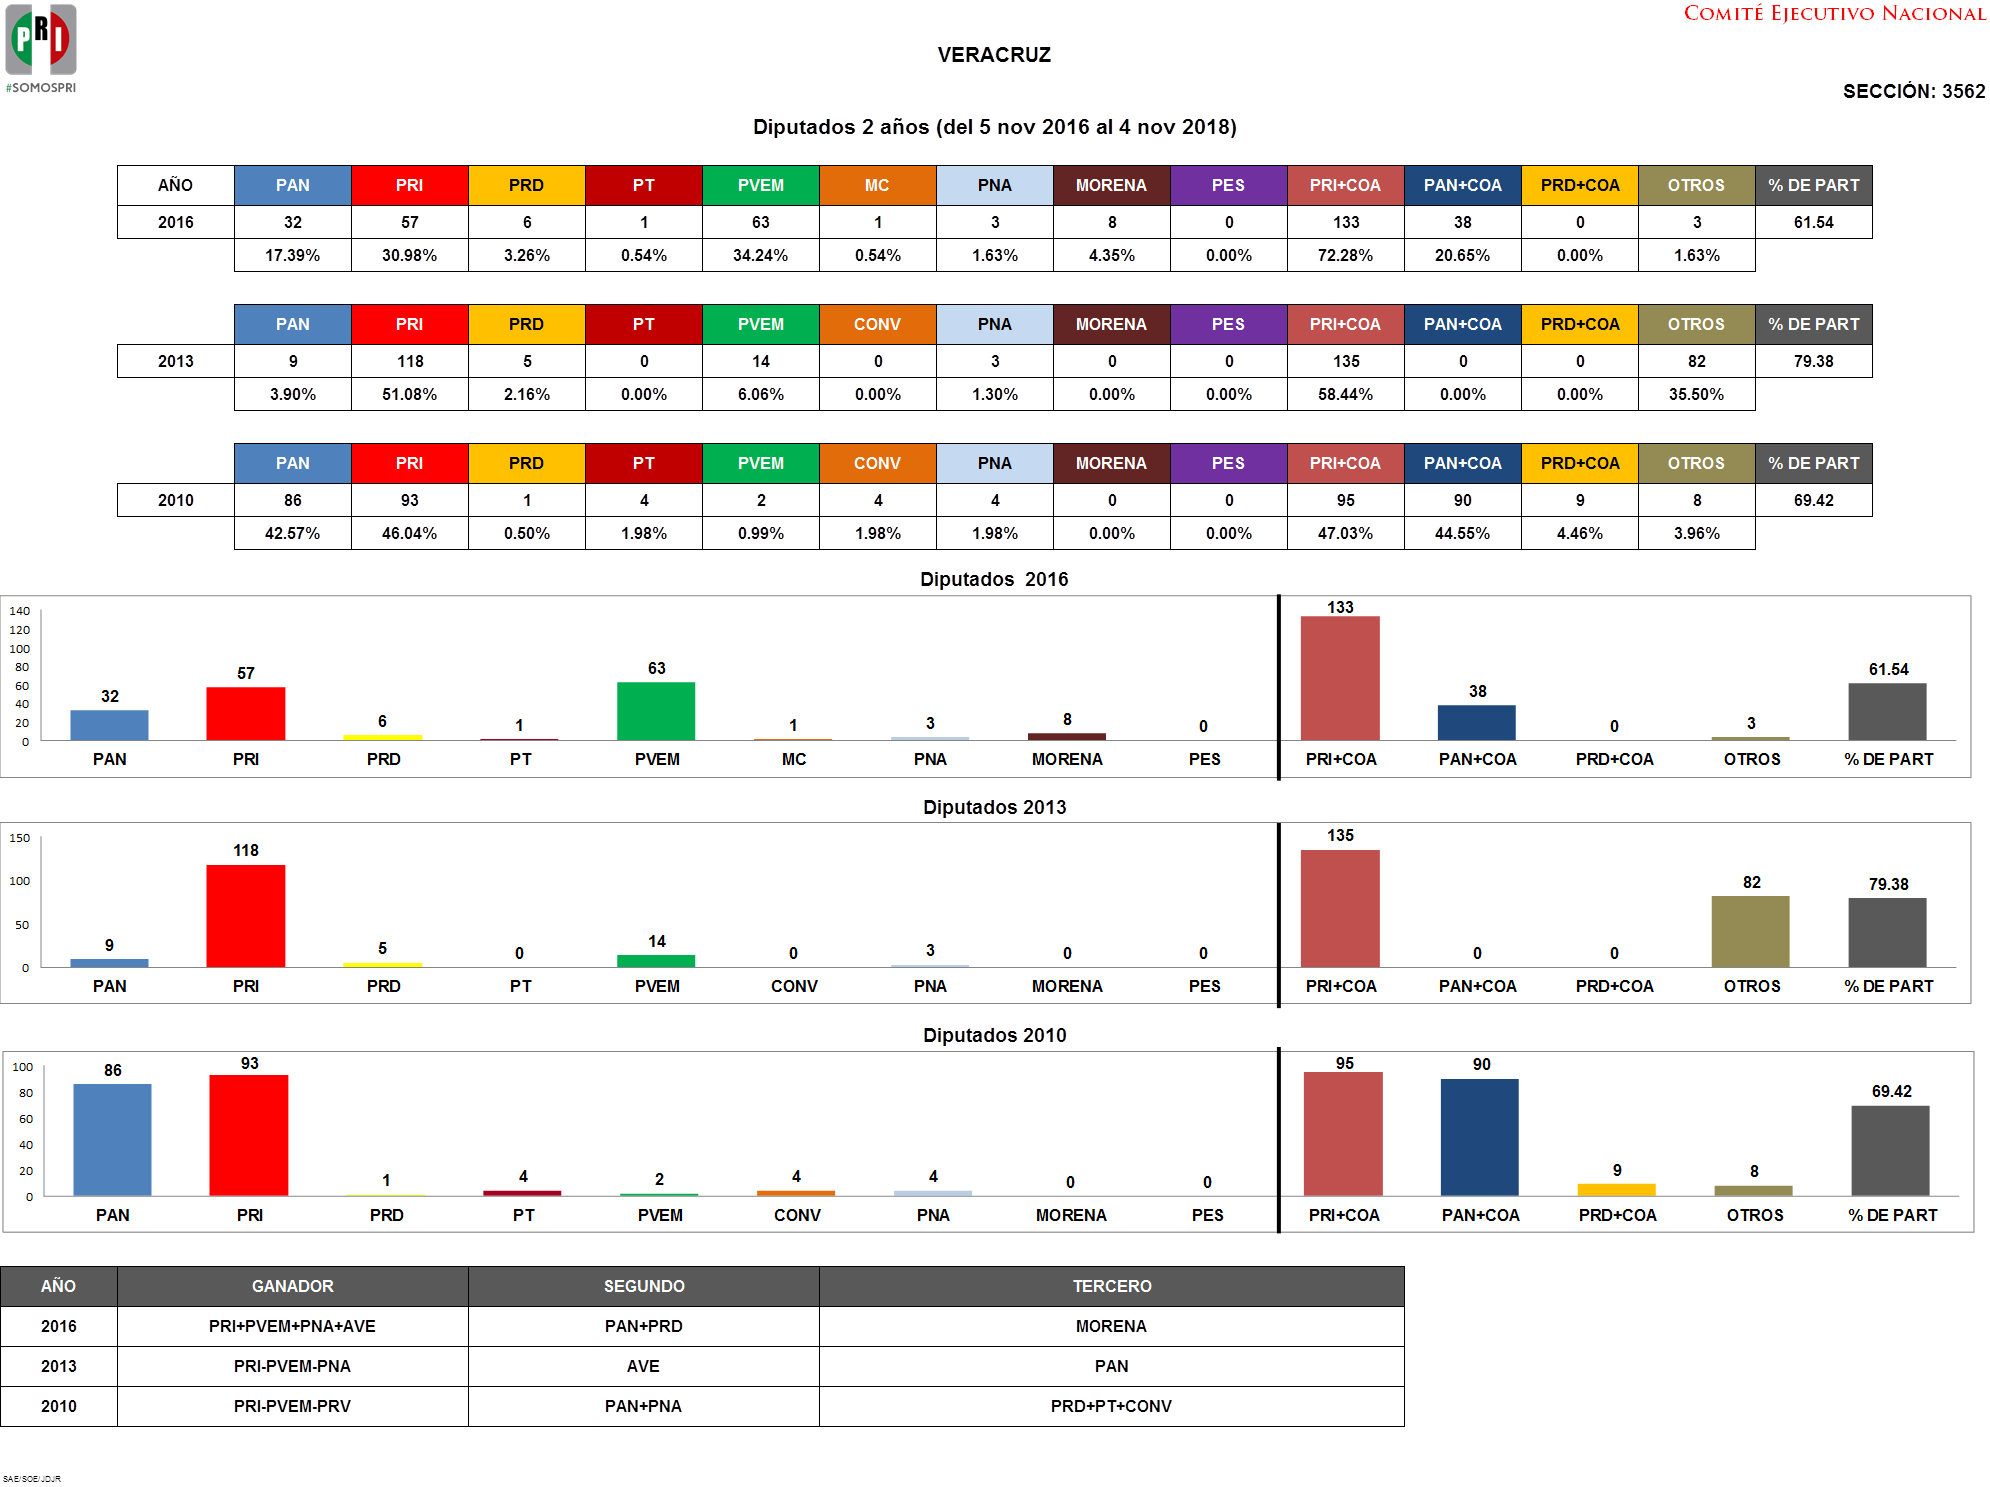 PRI
#SOMOSPRI
COMITÉ EJECUTIVO NACIONAL
VERACRUZ
SECCIÓN: 3562
Diputados 2 años (del 5 nov 2016 al 4 nov 2018)
AÑO PAN PRI PRD PT PVEM MC PNA MORENA PES PRI+COA PAN+COA PRD+COA OTROS % DE PART
2016 32 57 6 1 63 1 3 8 0 133 38 0 3 61.54
17.39% 30.98% 3.26% 0.54% 34.24% 0.54% 1.63% 4.35% 0.00% 72.28% 20.65% 0.00% 1.63%
PAN PRI PRD PT PVEM CONV PNA MORENA PES PRI+COA PAN+COA PRD+COA OTROS % DE PART
2013 9 118 5 0 14 0 3 0 0 135 0 0 82 79.38
3.90% 51.08% 2.16% 0.00% 6.06% 0.00% 1.30% 0.00% 0.00% 58.44% 0.00% 0.00% 35.50%
PAN PRI PRD PT PVEM CONV PNA MORENA PES PRI+COA PAN+COA PRD+COA OTROS % DE PART
2010 86 93 1 4 2 4 4 0 0 95 90 9 8 69.42
42.57% 46.04% 0.50% 1.98% 0.99% 1.98% 1.98% 0.00% 0.00% 47.03% 44.55% 4.46% 3.96%
Diputados 2016
140
120
100
80
60
40
20
0
32 57 6 1 63 1 3 8 0 133 38 0 3 61.54
PAN PRI PRD PT PVEM MC PNA MORENA PES PRI+COA PAN+COA PRD+COA OTROS % DE PART
Diputados 2013
150
100
50
0
9 118 5 0 14 0 3 0 0 135 0 0 82 79.38
PAN PRI PRD PT PVEM CONV PNA MORENA PES PRI+COA PAN+COA PRD+COA OTROS % DE PART
Diputados 2010
100
80
60
40
20
0
86 93 1 4 2 4 4 0 0 95 90 9 8 69.42
PAN PRI PRD PT PVEM CONV PNA MORENA PES PRI+COA PAN+COA PRD+COA OTROS % DE PART
AÑO GANADOR SEGUNDO TERCERO
2016 PRI+PVEM+PNA+AVE PAN+PRD MORENA
2013 PRI-PVEM-PNA AVE PAN
2010 PRI-PVEM-PRV PAN+PNA PRD+PT+CONV
SAE/SOE/JDJR